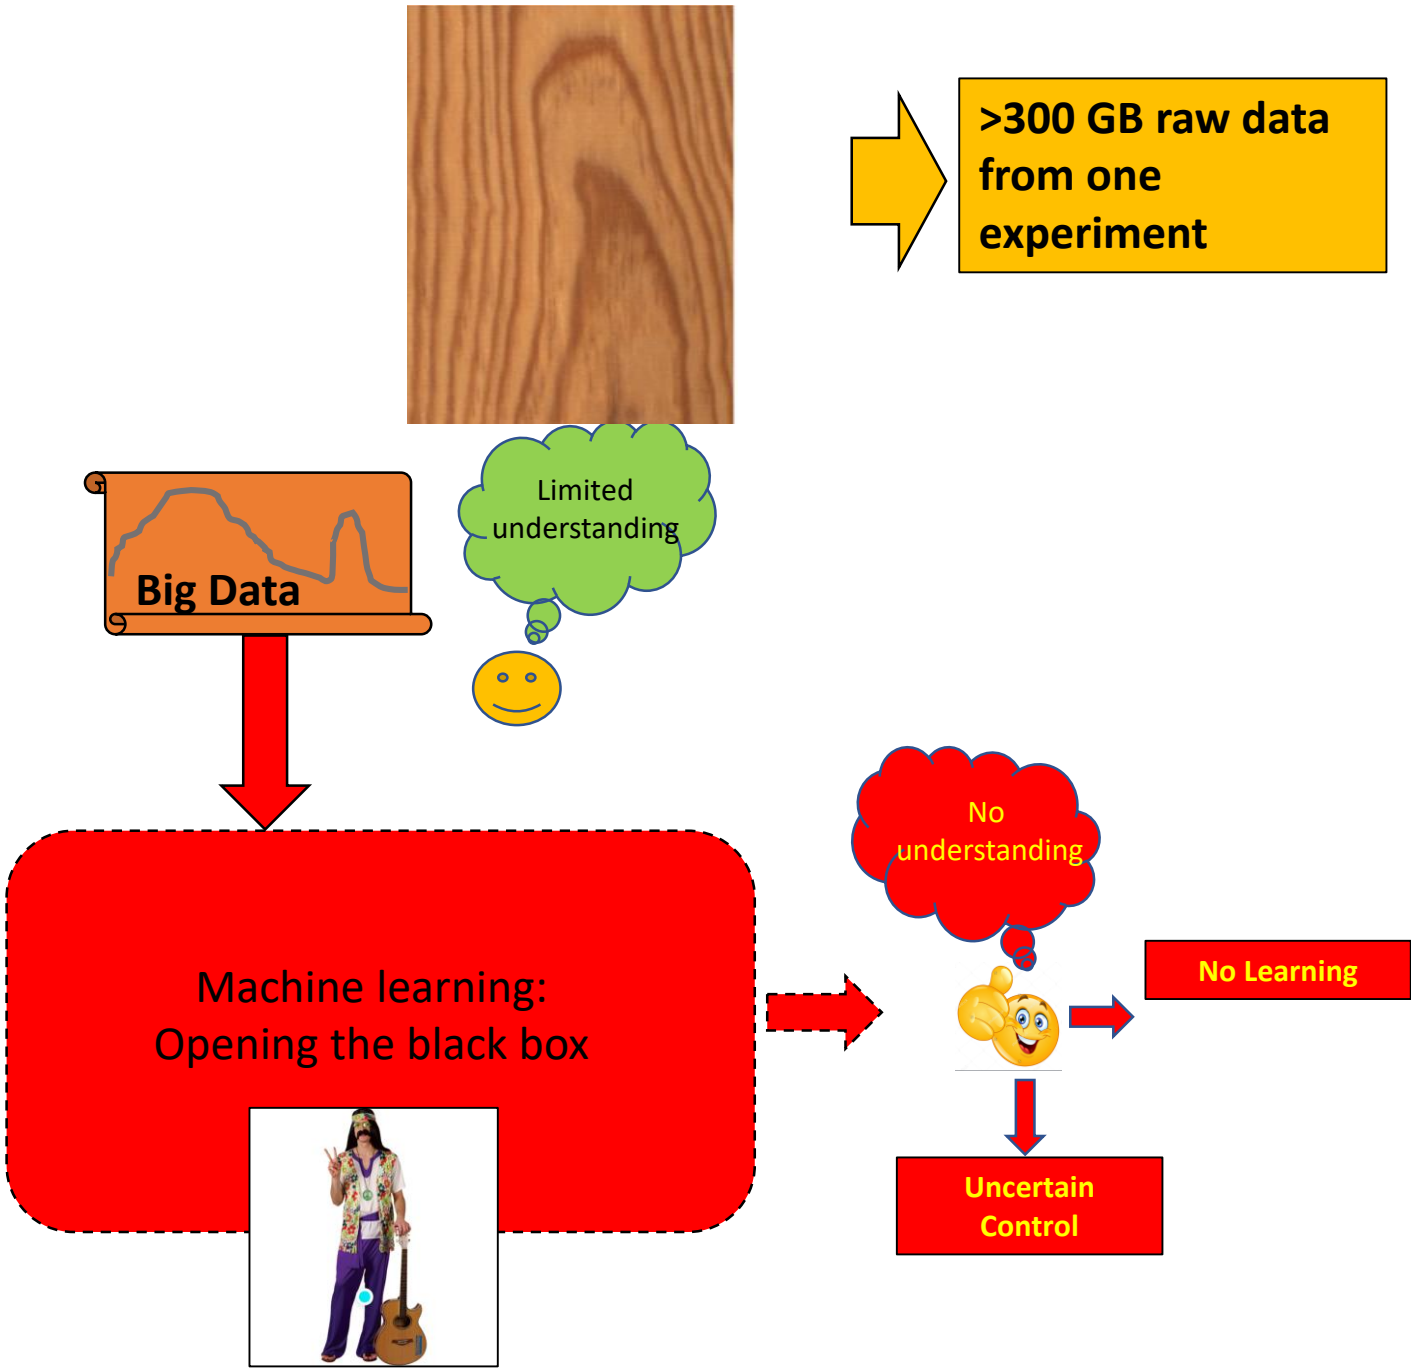 >300 GB raw data
from one
experiment
Limited
understanding
Big Data
No
understanding
No Learning
Machine learning:
Opening the black box
Uncertain
Control